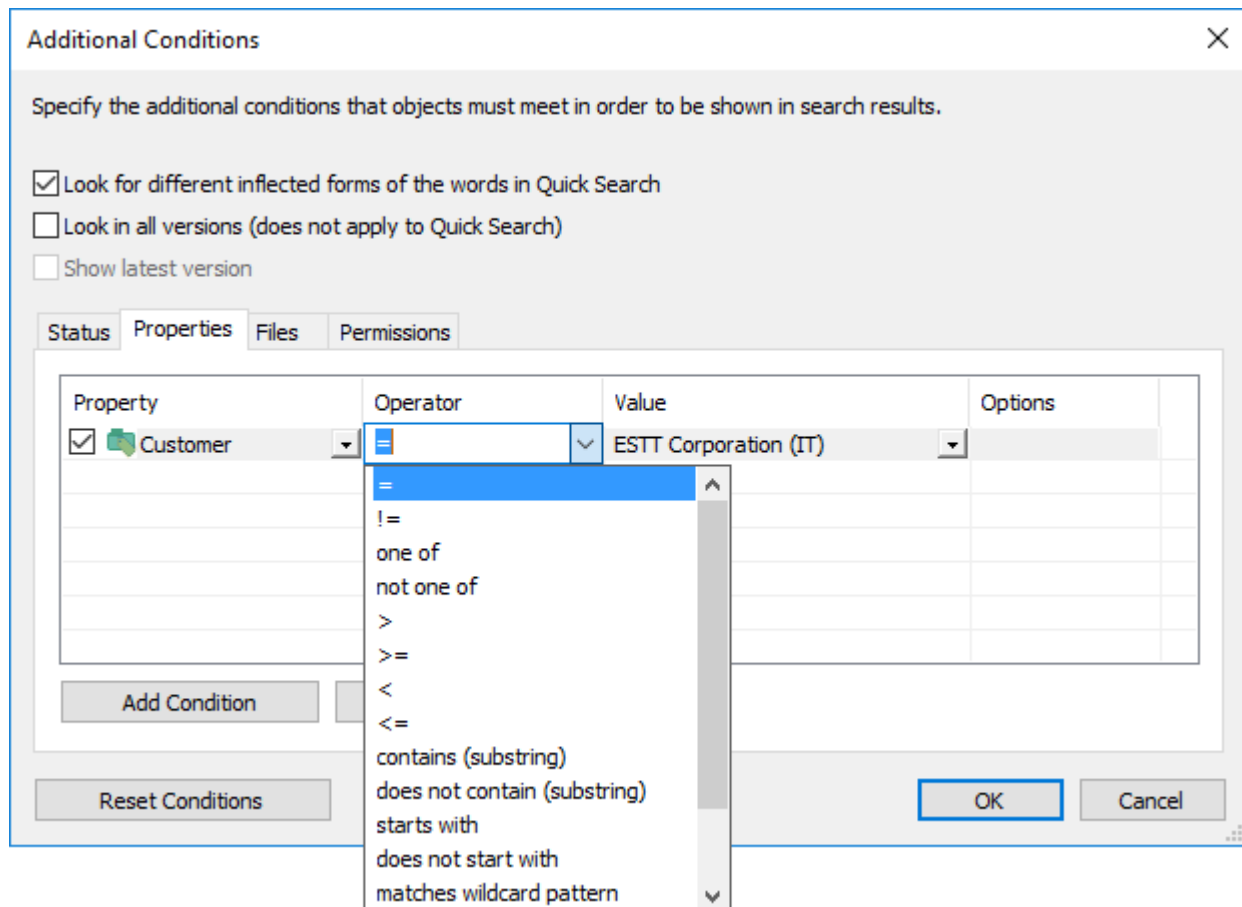 Additional Conditions
Specify the additional conditions that objects must meet in order to be shown in search results.
Look for different inflected forms of the words in Quick Search
Look in all versions (does not apply to Quick Search)
Show latest version
Status Properties Files Permissions
Property Operator Value Options
Customer = ESTT Corporation (IT)
=
!=
one of
not one of
>
>=
<
<=
contains (substring)
does not contain (substring)
starts with
does not start with
matches wildcard pattern
Add Condition
Reset Conditions OK Cancel